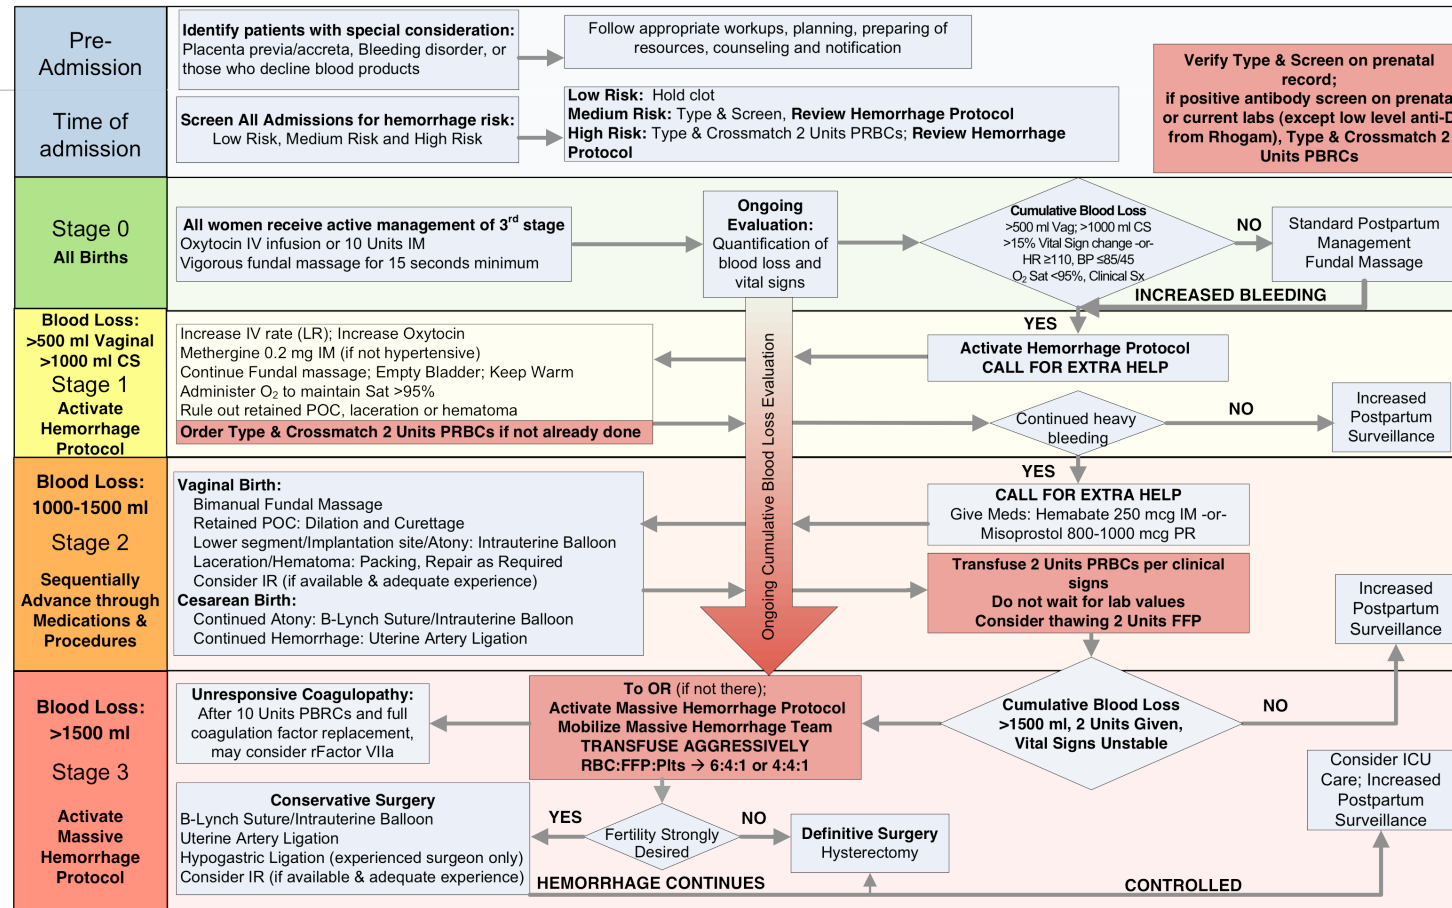 Pre-
Admission
Identify patients with special consideration:
Placenta previa/accreta, Bleeding disorder, or
those who decline blood products
Follow appropriate workups, planning, preparing of
resources, counseling and notification
Time of
admission
Screen All Admissions for hemorrhage risk:
Low Risk, Medium Risk and High Risk
Low Risk: Hold clot
Medium Risk: Type & Screen, Review Hemorrhage Protocol
High Risk: Type & Crossmatch 2 Units PRBCs; Review Hemorrhage
Protocol
Verify Type & Screen on prenatal
record;
if positive antibody screen on prenata
or current labs (except low level anti-D
from Rhogam), Type & Crossmatch 2
Units PBRCs
Stage 0
All Births
All women receive active management of 3rd stage
Oxytocin IV infusion or 10 Units IM
Vigorous fundal massage for 15 seconds minimum
Ongoing
Evaluation:
Quantification of
blood loss and
vital signs
Cumulative Blood Loss
>500 ml Vag; >1000 ml CS
>15% Vital Sign change -or-
HR ≥110, BP ≤85/45
O2 Sat <95%, Clinical Sx
NO
Standard Postpartum
Management
Fundal Massage
INCREASED BLEEDING
YES
Blood Loss:
>500 ml Vaginal
>1000 ml CS
Stage 1
Activate
Hemorrhage
Protocol
Increase IV rate (LR); Increase Oxytocin
Methergine 0.2 mg IM (if not hypertensive)
Continue Fundal massage; Empty Bladder; Keep Warm
Administer O2 to maintain Sat >95%
Rule out retained POC, laceration or hematoma
Order Type & Crossmatch 2 Units PRBCs if not already done
Ongoing Cumulative Blood Loss Evaluation
Activate Hemorrhage Protocol
CALL FOR EXTRA HELP
Continued heavy
bleeding
NO
Increased
Postpartum
Surveillance
YES
Blood Loss:
1000-1500 ml
Stage 2
Sequentially
Advance through
Medications &
Procedures
Vaginal Birth:
Bimanual Fundal Massage
Retained POC: Dilation and Curettage
Lower segment/Implantation site/Atony: Intrauterine Balloon
Laceration/Hematoma: Packing, Repair as Required
Consider IR (if available & adequate experience)
Cesarean Birth:
Continued Atony: B-Lynch Suture/Intrauterine Balloon
Continued Hemorrhage: Uterine Artery Ligation
CALL FOR EXTRA HELP
Give Meds: Hemabate 250 mcg IM -or-
Misoprostol 800-1000 mcg PR
Transfuse 2 Units PRBCs per clinical
signs
Do not wait for lab values
Consider thawing 2 Units FFP
Increased
Postpartum
Surveillance
Blood Loss:
>1500 ml
Stage 3
Activate
Massive
Hemorrhage
Protocol
Unresponsive Coagulopathy:
After 10 Units PBRCs and full
coagulation factor replacement,
may consider rFactor VIIa
To OR (if not there);
Activate Massive Hemorrhage Protocol
Mobilize Massive Hemorrhage Team
TRANSFUSE AGGRESSIVELY
RBC:FFP:Plts → 6:4:1 or 4:4:1
Cumulative Blood Loss
>1500 ml, 2 Units Given,
Vital Signs Unstable
NO
Conservative Surgery
B-Lynch Suture/Intrauterine Balloon
Uterine Artery Ligation
Hypogastric Ligation (experienced surgeon only)
Consider IR (if available & adequate experience)
YES
Fertility Strongly
Desired
NO
Definitive Surgery
Hysterectomy
Consider ICU
Care; Increased
Postpartum
Surveillance
HEMORRHAGE CONTINUES
CONTROLLED